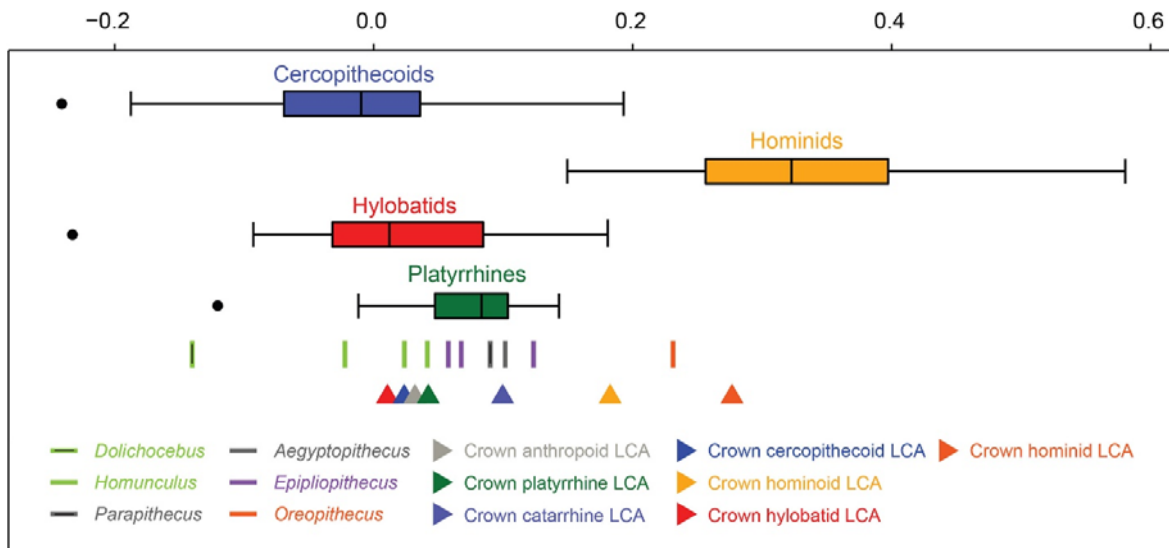 −0.2 0.0 0.2 0.4 0.6
Cercopithecoids
Hominids
Hylobatids
Platyrrhines
Dolichocebus Aegyptopithecus Crown anthropoid LCA Crown cercopithecoid LCA Crown hominid LCA
Homunculus Epipliopithecus Crown platyrrhine LCA Crown hominoid LCA
Parapithecus Oreopithecus Crown catarrhine LCA Crown hylobatid LCA